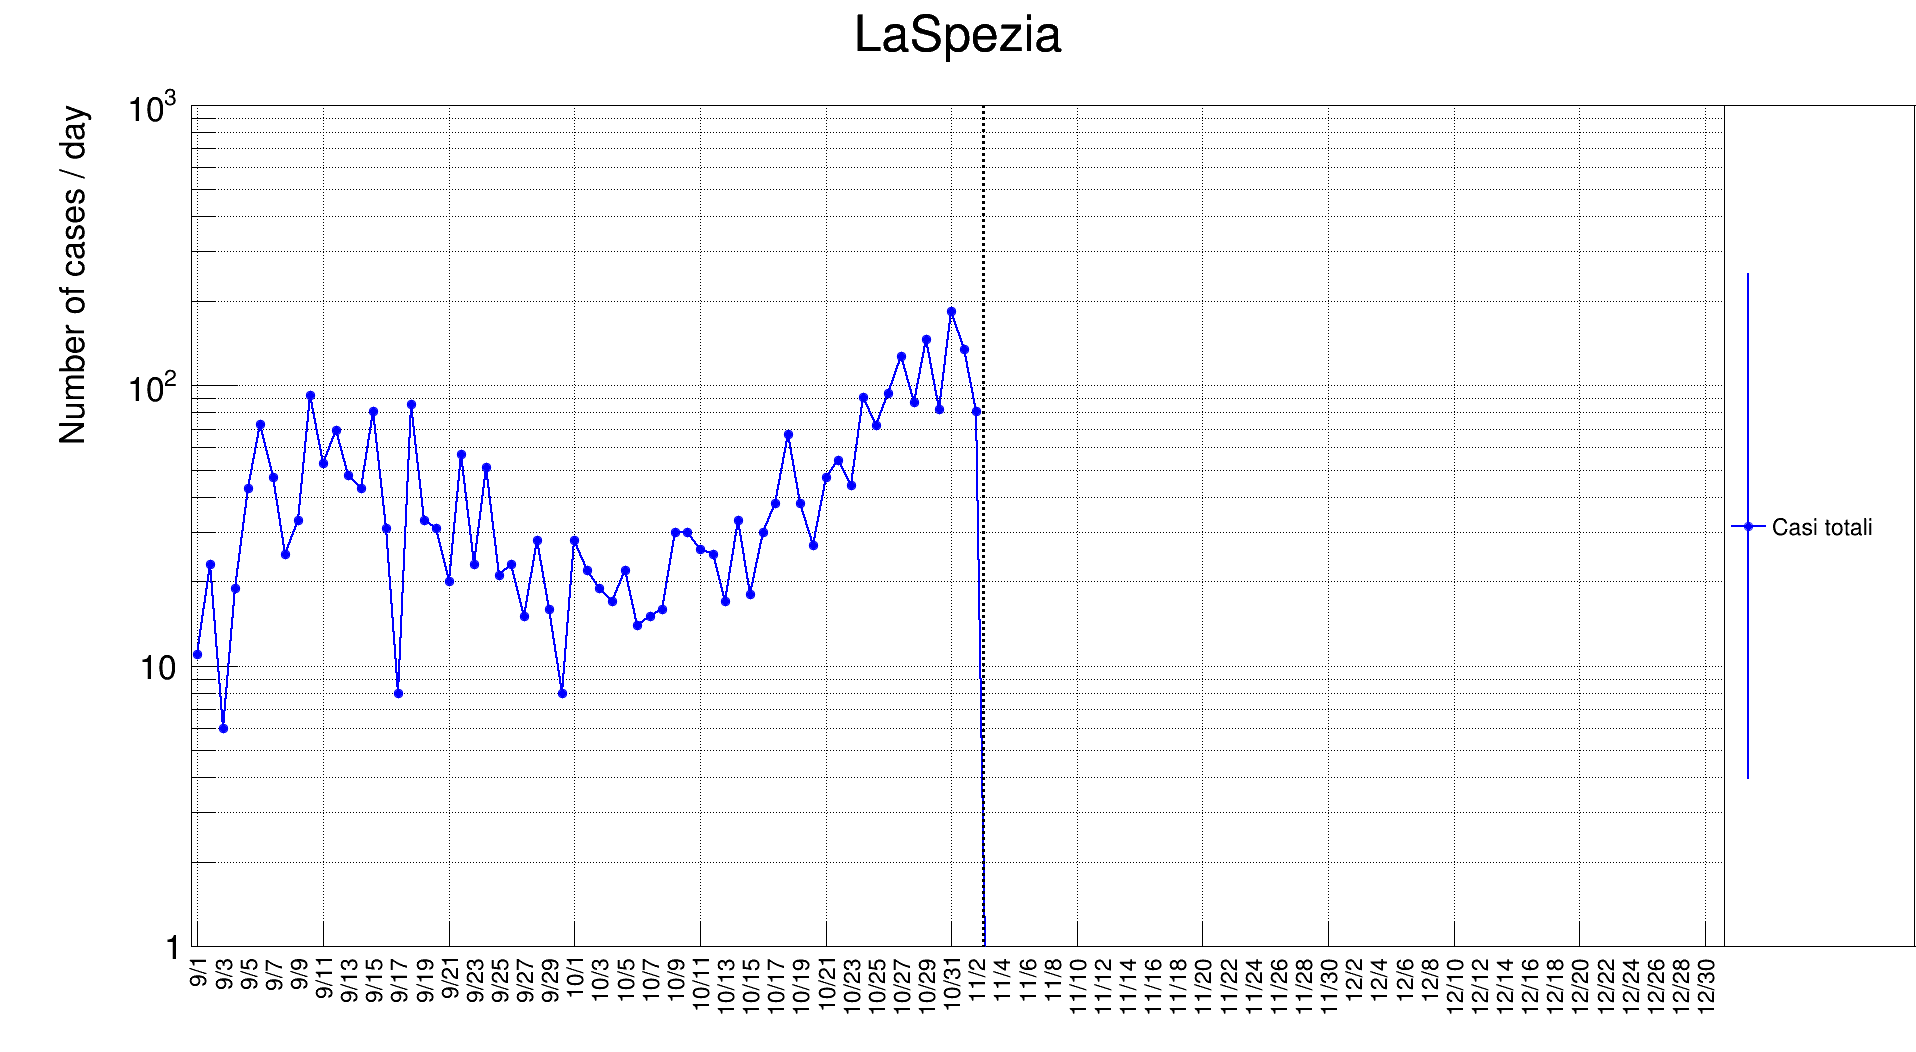 LaSpezia
Number of cases / day
10³
10²
10
1
9/1 9/3 9/5 9/7 9/9 9/11 9/13 9/15 9/17 9/19 9/21 9/23 9/25 9/27 9/29 10/1 10/3 10/5 10/7 10/9 10/11 10/13 10/15 10/17 10/19 10/21 10/23 10/25 10/27 10/29 10/31 11/2 11/4 11/6 11/8 11/10 11/12 11/14 11/16 11/18 11/20 11/22 11/24 11/26 11/28 11/30 12/2 12/4 12/6 12/8 12/10 12/12 12/14 12/16 12/18 12/20 12/22 12/24 12/26 12/28 12/30
Casi totali